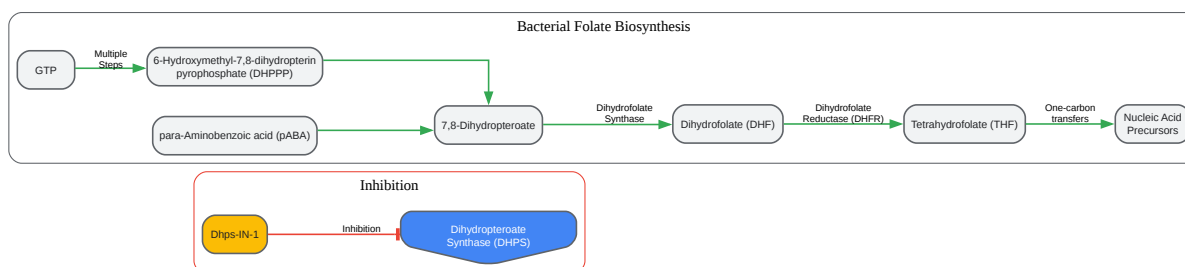 Bacterial Folate Biosynthesis
GTP
Multiple
Steps
6-Hydroxymethyl-7,8-dihydropterin
pyrophosphate (DHPPP)
para-Aminobenzoic acid (pABA)
7,8-Dihydropteroate
Dihydrofolate
Synthase
Dihydrofolate (DHF)
Dihydrofolate
Reductase (DHFR)
Tetrahydrofolate (THF)
One-carbon
transfers
Nucleic Acid
Precursors
Inhibition
Dhps-IN-1
Inhibition
Dihydropteroate
Synthase (DHPS)